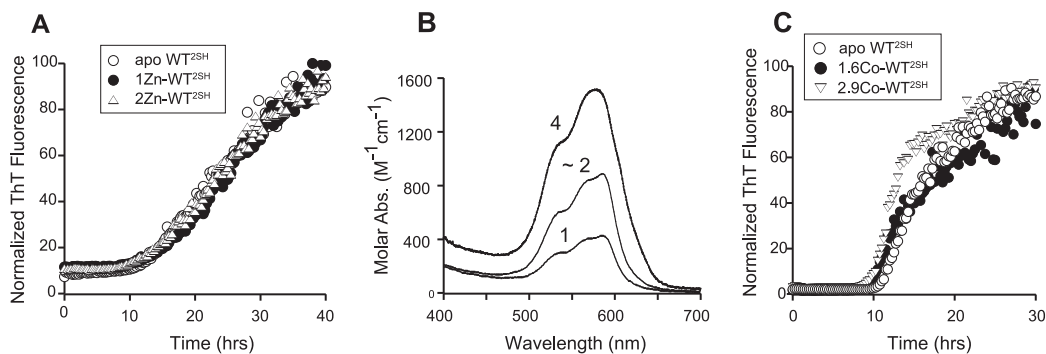 A
Normalized ThT Fluorescence
100
80
60
40
20
0
apo WT2SH
1Zn-WT2SH
2Zn-WT2SH
0
10
20
30
40
Time (hrs)
B
Molar Abs. (M−1cm−1)
1600
1200
800
400
0
4
~ 2
1
400
500
600
700
Wavelength (nm)
C
Normalized ThT Fluorescence
100
80
60
40
20
0
apo WT2SH
1.6Co-WT2SH
2.9Co-WT2SH
0
10
20
30
Time (hrs)